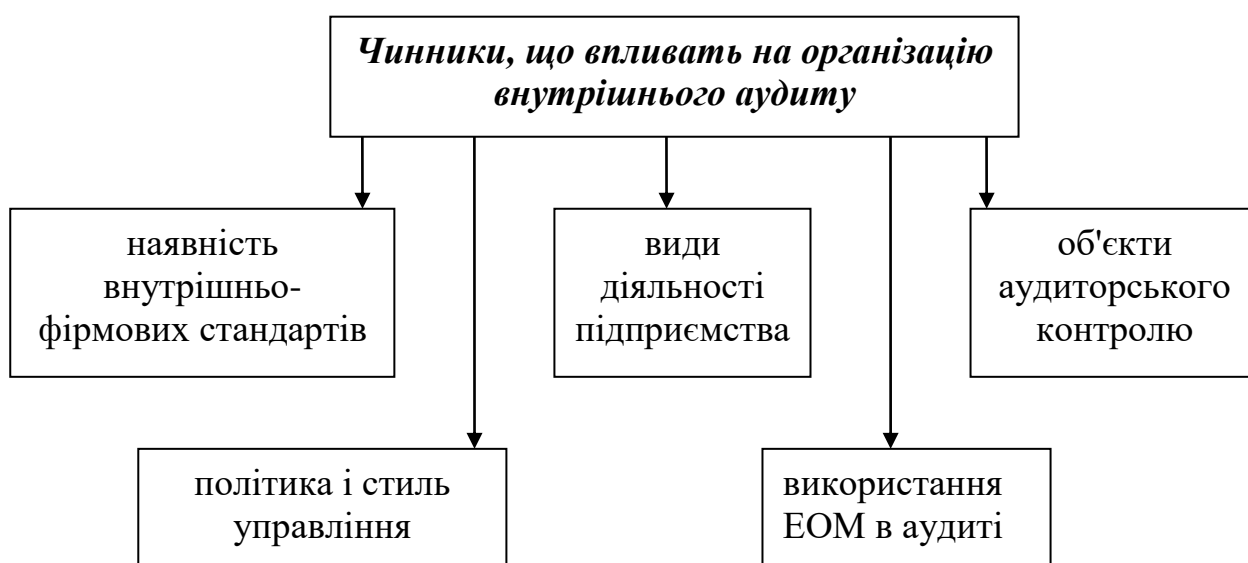 Чинники, що впливать на організацію
внутрішнього аудиту
наявність
внутрішньо-
фірмових стандартів
види
діяльності
підприємства
об'єкти
аудиторського
контролю
політика і стиль
управління
використання
ЕОМ в аудиті